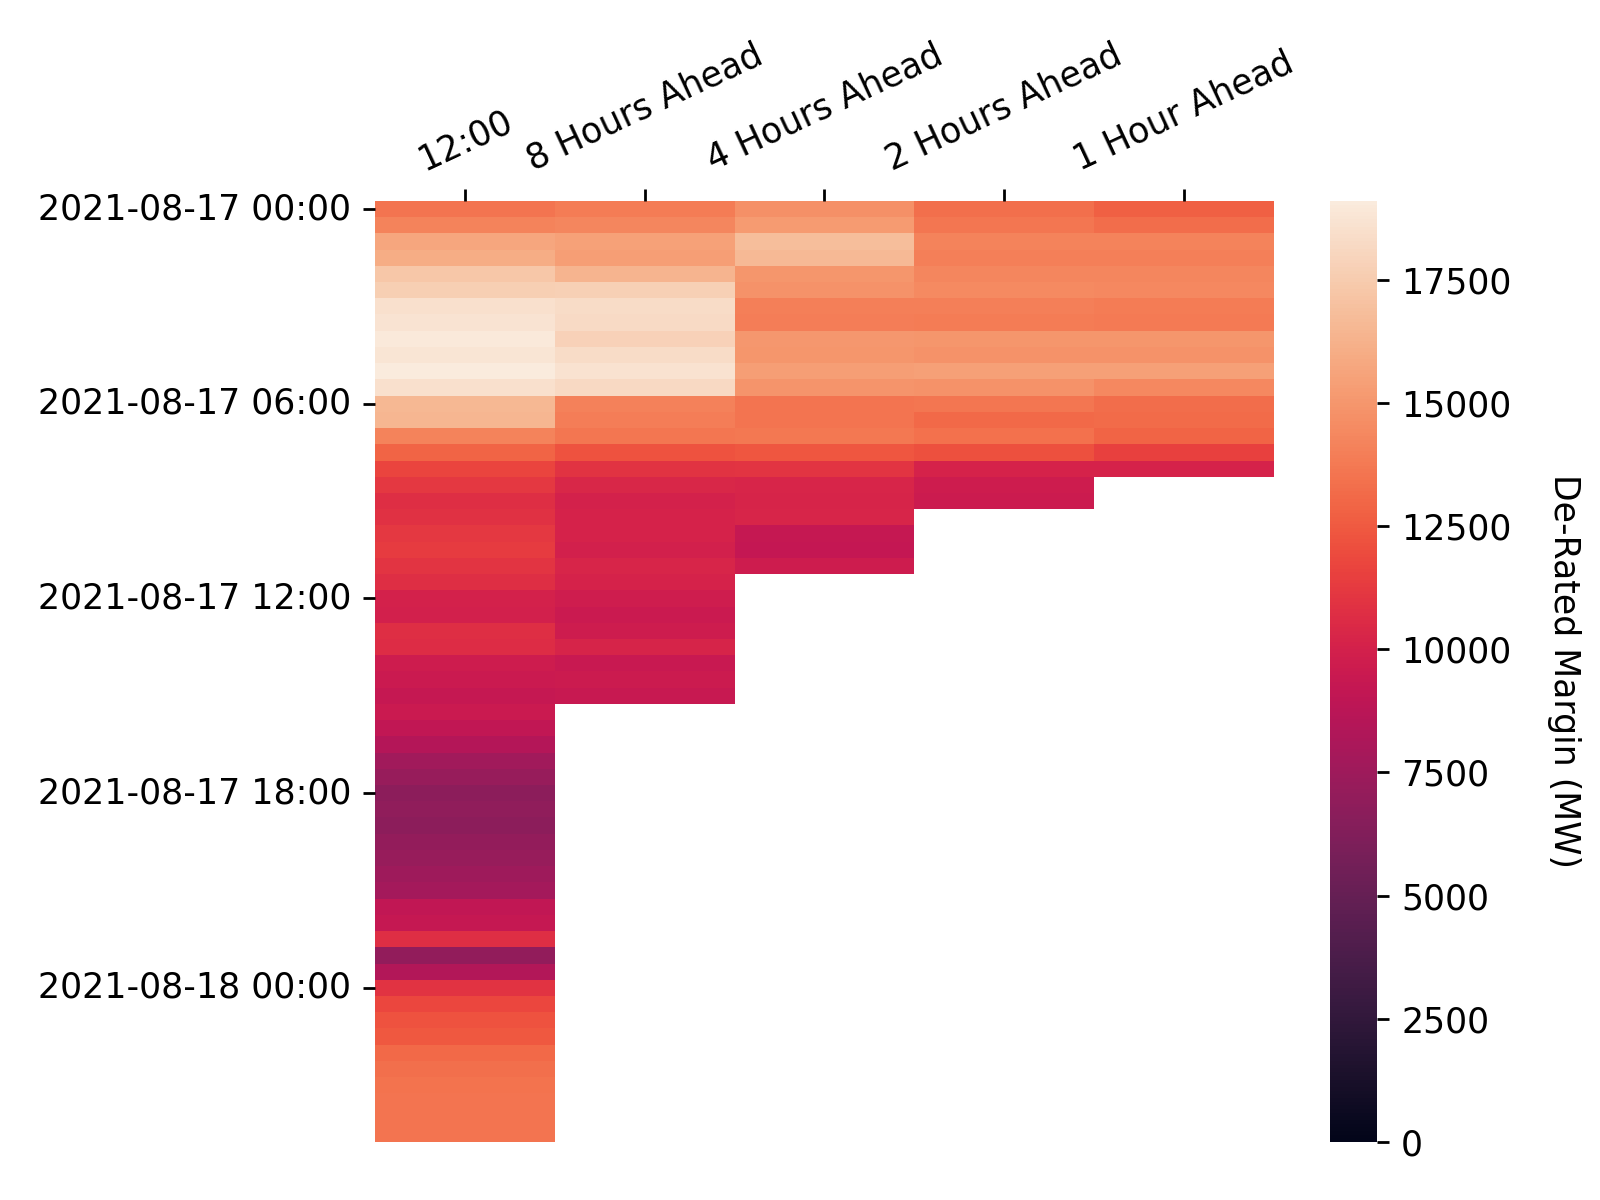 12:00
8 Hours Ahead
4 Hours Ahead
2 Hours Ahead
1 Hour Ahead
2021-08-17 00:00
2021-08-17 06:00
2021-08-17 12:00
2021-08-17 18:00
2021-08-18 00:00
17500
15000
12500
10000
7500
5000
2500
0
De-Rated Margin (MW)